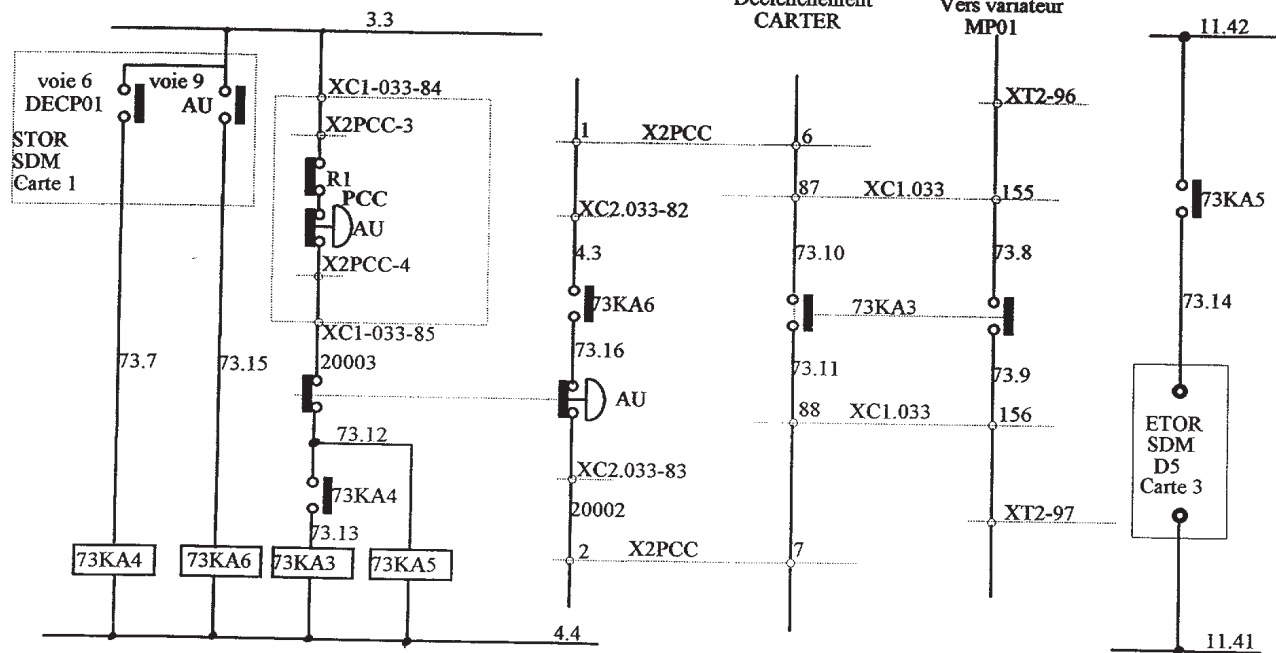 Déclenchement
CARTER
Vers variateur
MP01
3.3
11.42
voie 6
DECP01
voie 9
AU
STOR
SDM
Carte 1
XC1-033-84
X2PCC-3
R1
PCC
AU
X2PCC-4
XC1-033-85
20003
73.7
73.15
73.12
73KA4
73.13
73KA4
73KA6
73KA3
73KA5
4.4
1
X2PCC
6
XC2.033-82
4.3
73KA6
73.16
AU
XC2.033-83
20002
2
X2PCC
7
87
XC1.033
155
73.10
73KA3
73.11
88
XC1.033
156
XT2-96
73.8
73.9
XT2-97
73KA5
73.14
ETOR
SDM
D5
Carte 3
11.41